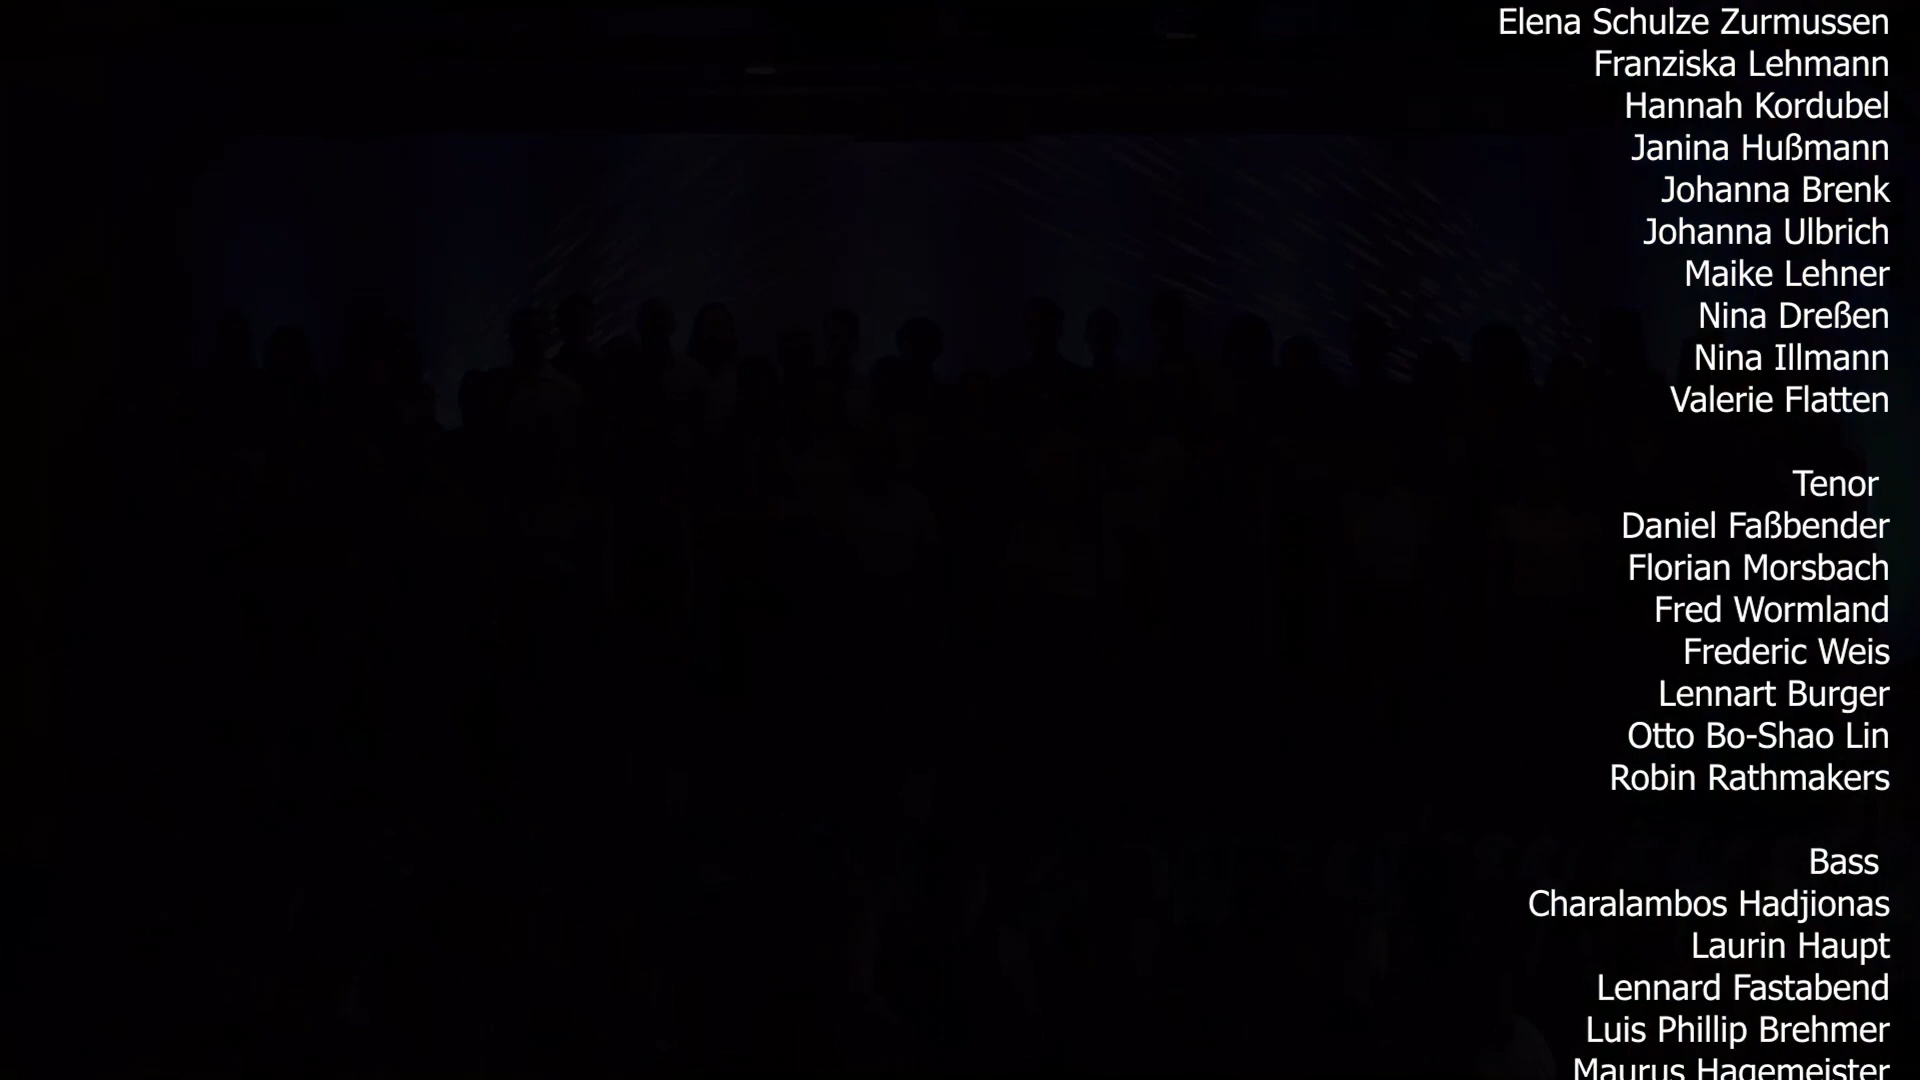 Elena Schulze Zurmussen
Franziska Lehmann
Hannah Kordubel
Janina Hußmann
Johanna Brenk
Johanna Ulbrich
Maike Lehner
Nina Dreßen
Nina Illmann
Valerie Flatten
Tenor
Daniel Faßbender
Florian Morsbach
Fred Wormland
Frederic Weis
Lennart Burger
Otto Bo-Shao Lin
Robin Rathmakers
Bass
Charalambos Hadjionas
Laurin Haupt
Lennard Fastabend
Luis Phillip Brehmer
Maurus Hagemeister